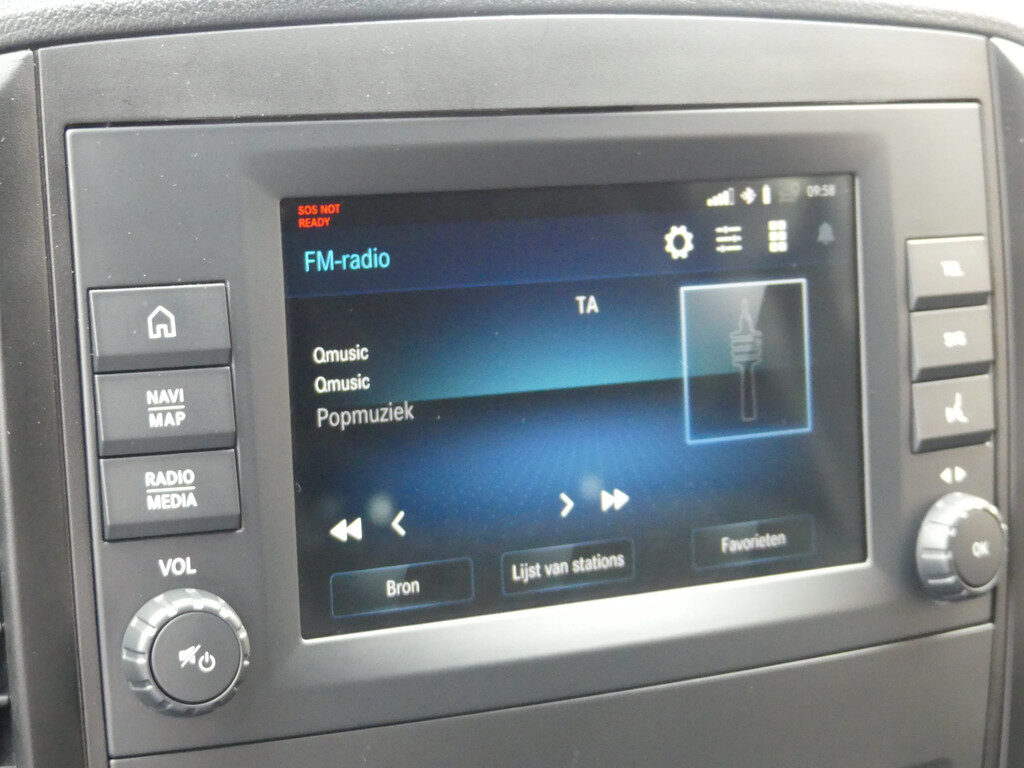 SOS NOT
READY
09:58
FM-radio
TA
Qmusic
Qmusic
Popmuziek
Bron
Lijst van stations
Favorieten
NAVI
MAP
RADIO
MEDIA
VOL
TEL
OK